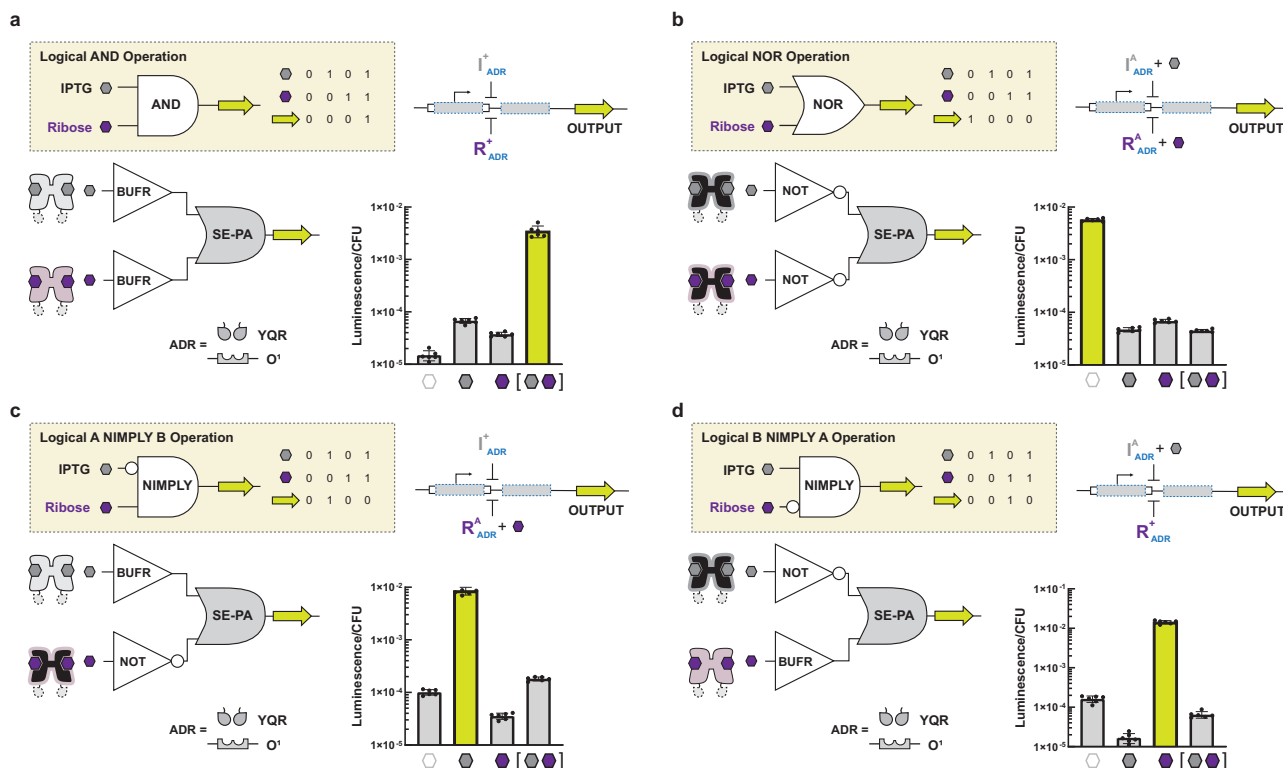 a
Logical AND Operation
IPTG
AND
Ribose
0 1 0 1
0 0 1 1
0 0 0 1
I+ADR
R+ADR
OUTPUT
BUFR
SE-PA
BUFR
ADR =
YQR
O1
Luminescence/CFU
1×10-2
1×10-3
1×10-4
1×10-5
[ ]
b
Logical NOR Operation
IPTG
NOR
Ribose
0 1 0 1
0 0 1 1
1 0 0 0
IAADR +
RAADR +
OUTPUT
NOT
SE-PA
NOT
ADR =
YQR
O1
Luminescence/CFU
1×10-2
1×10-3
1×10-4
1×10-5
[ ]
c
Logical A NIMPLY B Operation
IPTG
NIMPLY
Ribose
0 1 0 1
0 0 1 1
0 1 0 0
I+ADR
RAADR +
OUTPUT
BUFR
SE-PA
NOT
ADR =
YQR
O1
Luminescence/CFU
1×10-2
1×10-3
1×10-4
1×10-5
[ ]
d
Logical B NIMPLY A Operation
IPTG
NIMPLY
Ribose
0 1 0 1
0 0 1 1
0 0 1 0
IAADR +
R+ADR
OUTPUT
NOT
SE-PA
BUFR
ADR =
YQR
O1
Luminescence/CFU
1×10-1
1×10-2
1×10-3
1×10-4
1×10-5
[ ]